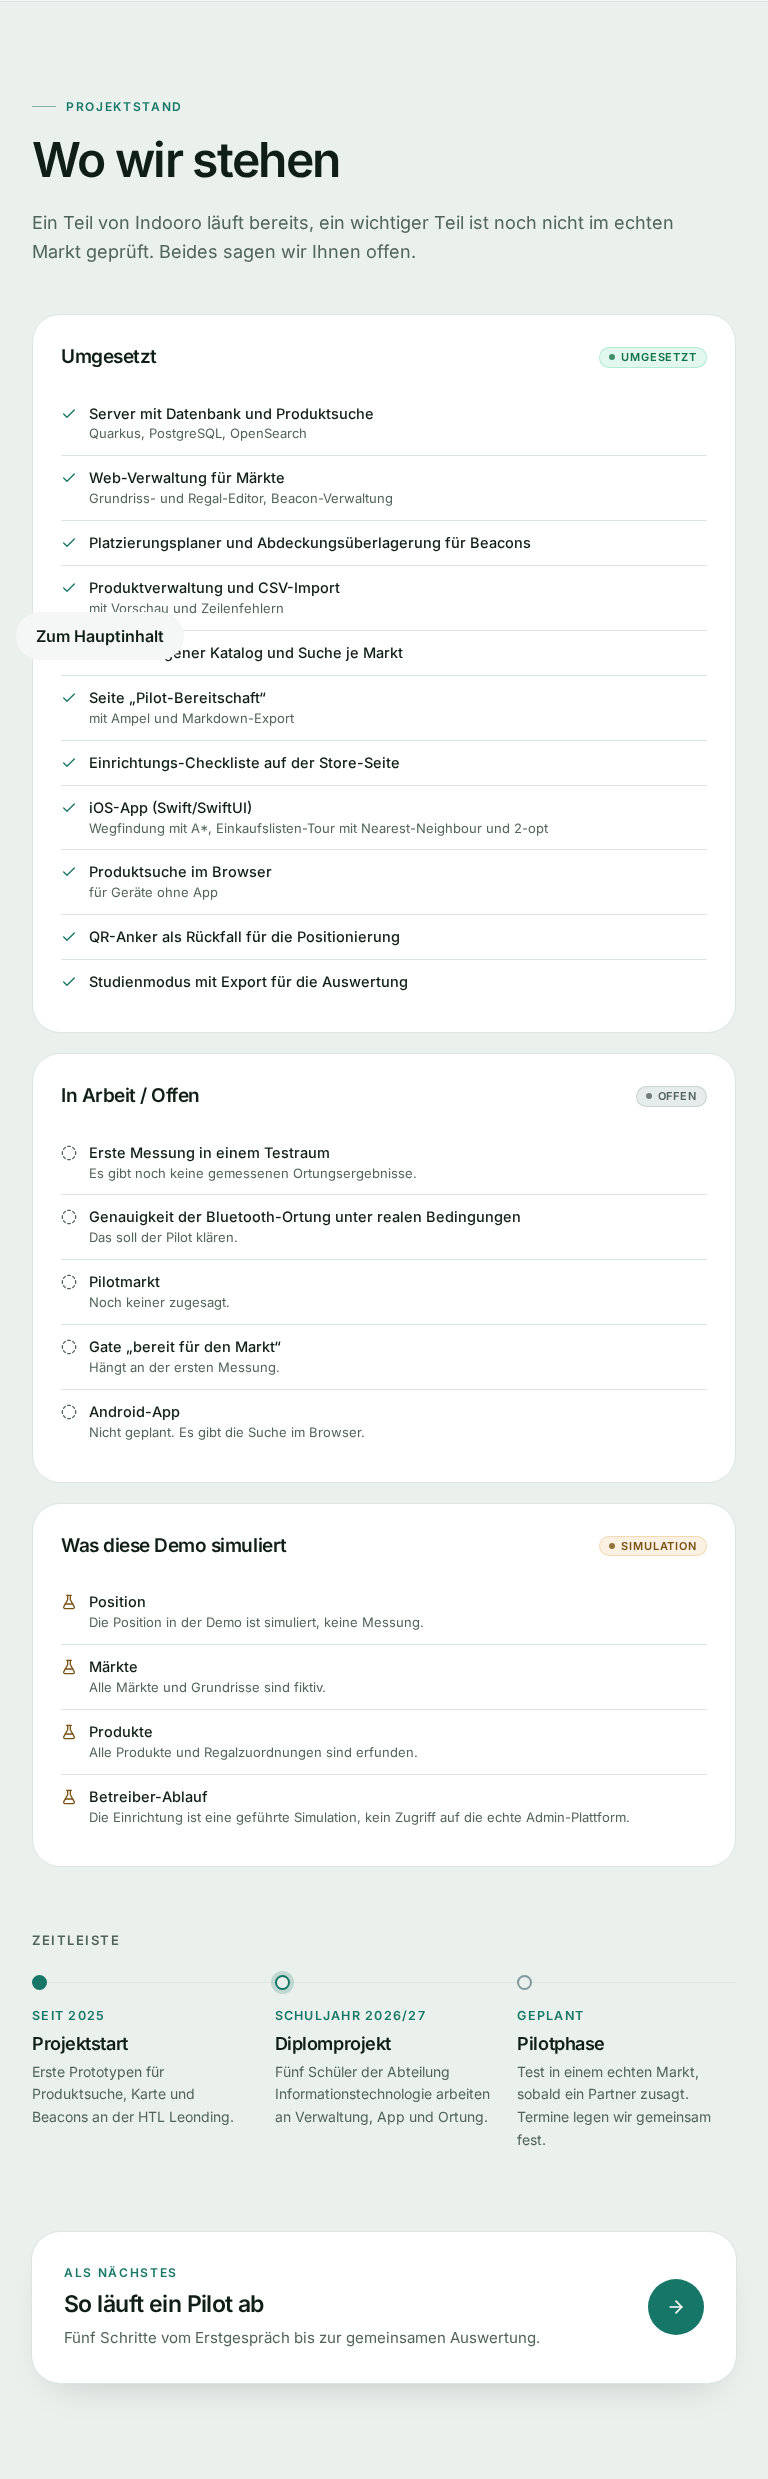 PROJEKTSTAND
Wo wir stehen
Ein Teil von Indooro läuft bereits, ein wichtiger Teil ist noch nicht im echten
Markt geprüft. Beides sagen wir Ihnen offen.
Umgesetzt
UMGESETZT
Server mit Datenbank und Produktsuche
Quarkus, PostgreSQL, OpenSearch
Web-Verwaltung für Märkte
Grundriss- und Regal-Editor, Beacon-Verwaltung
Platzierungsplaner und Abdeckungsüberlagerung für Beacons
Produktverwaltung und CSV-Import
mit Vorschau und Zeilenfehlern
Zum Hauptinhalt
Katalog und Suche je Markt
Seite „Pilot-Bereitschaft“
mit Ampel und Markdown-Export
Einrichtungs-Checkliste auf der Store-Seite
iOS-App (Swift/SwiftUI)
Wegfindung mit A*, Einkaufslisten-Tour mit Nearest-Neighbour und 2-opt
Produktsuche im Browser
für Geräte ohne App
QR-Anker als Rückfall für die Positionierung
Studienmodus mit Export für die Auswertung
In Arbeit / Offen
OFFEN
Erste Messung in einem Testraum
Es gibt noch keine gemessenen Ortungsergebnisse.
Genauigkeit der Bluetooth-Ortung unter realen Bedingungen
Das soll der Pilot klären.
Pilotmarkt
Noch keiner zugesagt.
Gate „bereit für den Markt“
Hängt an der ersten Messung.
Android-App
Nicht geplant. Es gibt die Suche im Browser.
Was diese Demo simuliert
SIMULATION
Position
Die Position in der Demo ist simuliert, keine Messung.
Märkte
Alle Märkte und Grundrisse sind fiktiv.
Produkte
Alle Produkte und Regalzuordnungen sind erfunden.
Betreiber-Ablauf
Die Einrichtung ist eine geführte Simulation, kein Zugriff auf die echte Admin-Plattform.
ZEITLEISTE
SEIT 2025
Projektstart
Erste Prototypen für
Produktsuche, Karte und
Beacons an der HTL Leonding.
SCHULJAHR 2026/27
Diplomprojekt
Fünf Schüler der Abteilung
Informationstechnologie arbeiten
an Verwaltung, App und Ortung.
GEPLANT
Pilotphase
Test in einem echten Markt,
sobald ein Partner zusagt.
Termine legen wir gemeinsam
fest.
ALS NÄCHSTES
So läuft ein Pilot ab
Fünf Schritte vom Erstgespräch bis zur gemeinsamen Auswertung.